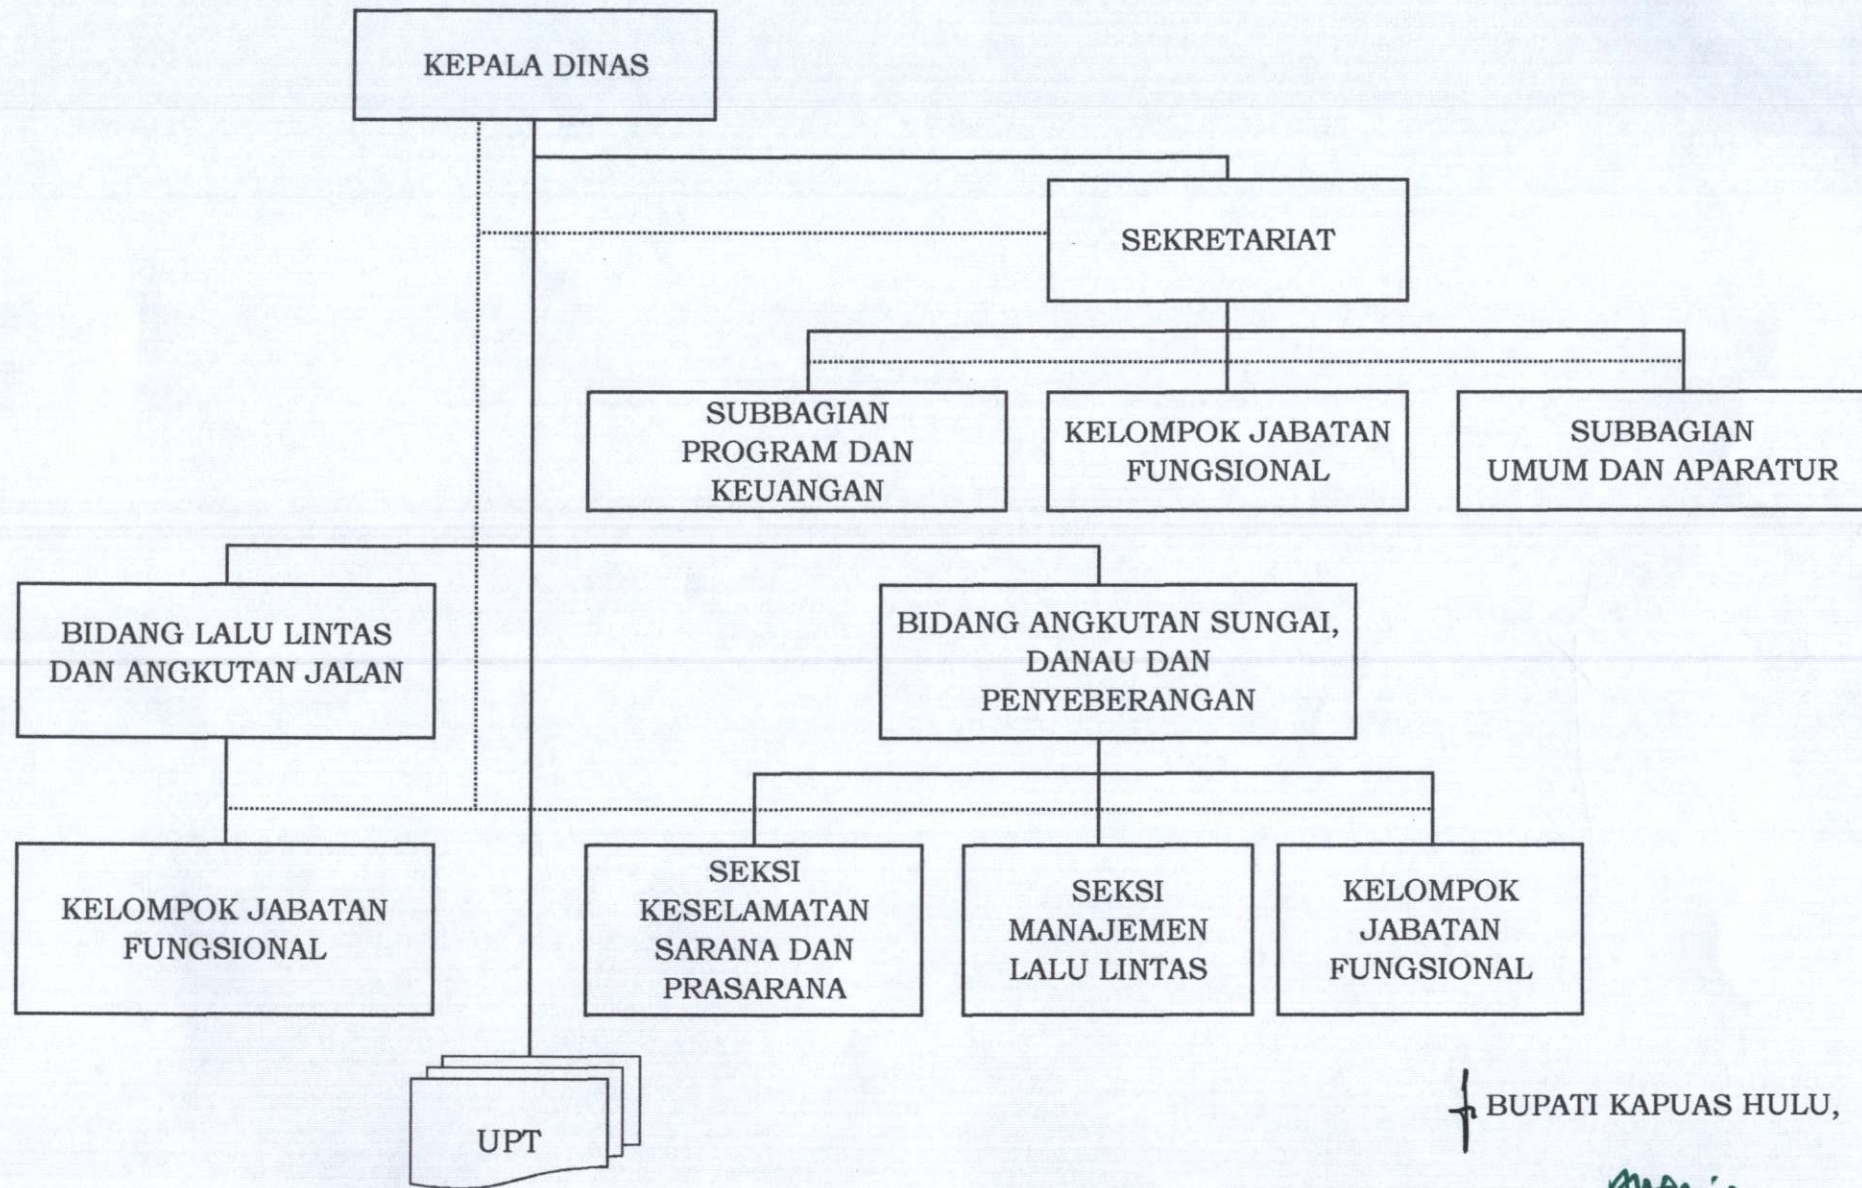 KEPALA DINAS
SEKRETARIAT
SUBBAGIAN
PROGRAM DAN
KEUANGAN
KELOMPOK JABATAN
FUNGSIONAL
SUBBAGIAN
UMUM DAN APARATUR
BIDANG LALU LINTAS
DAN ANGKUTAN JALAN
BIDANG ANGKUTAN SUNGAI,
DANAU DAN
PENYEBERANGAN
KELOMPOK JABATAN
FUNGSIONAL
SEKSI
KESELAMATAN
SARANA DAN
PRASARANA
SEKSI
MANAJEMEN
LALU LINTAS
KELOMPOK
JABATAN
FUNGSIONAL
UPT
BUPATI KAPUAS HULU,